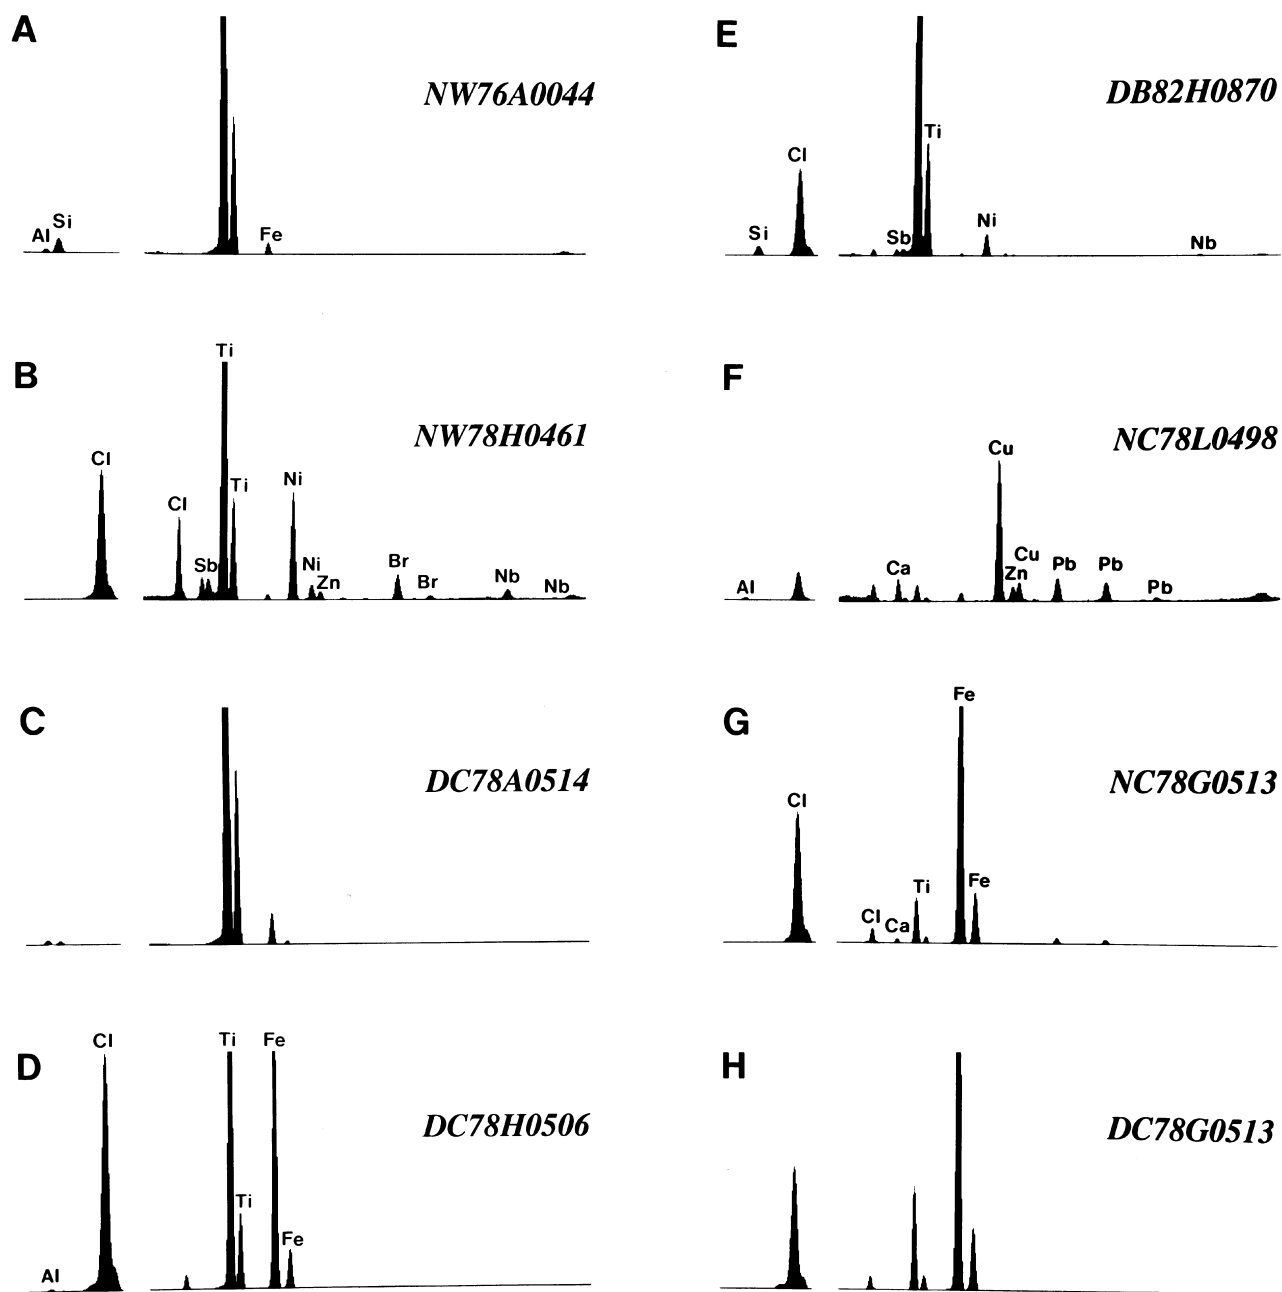 A
NW76A0044
Al
Si
Fe
B
NW78H0461
Ti
Cl
Cl
Sb
Ti
Ni
Ni
Zn
Br
Br
Nb
Nb
C
DC78A0514
D
DC78H0506
Cl
Ti
Fe
Ti
Fe
Al
E
DB82H0870
Ti
Cl
Si
Sb
Ni
Nb
F
NC78L0498
Cu
Cu
Zn
Pb
Pb
Pb
Ca
Al
G
NC78G0513
Fe
Cl
Ti
Fe
Cl
Ca
H
DC78G0513